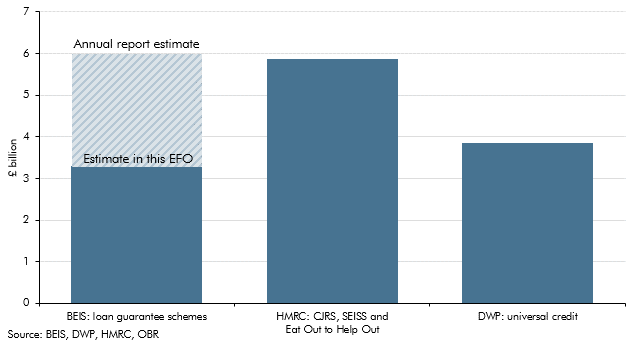 7
6
5
4
3
2
1
0
£ billion
Annual report estimate
Estimate in this EFO
BEIS: loan guarantee schemes
HMRC: CJRS, SEISS and
Eat Out to Help Out
DWP: universal credit
Source: BEIS, DWP, HMRC, OBR